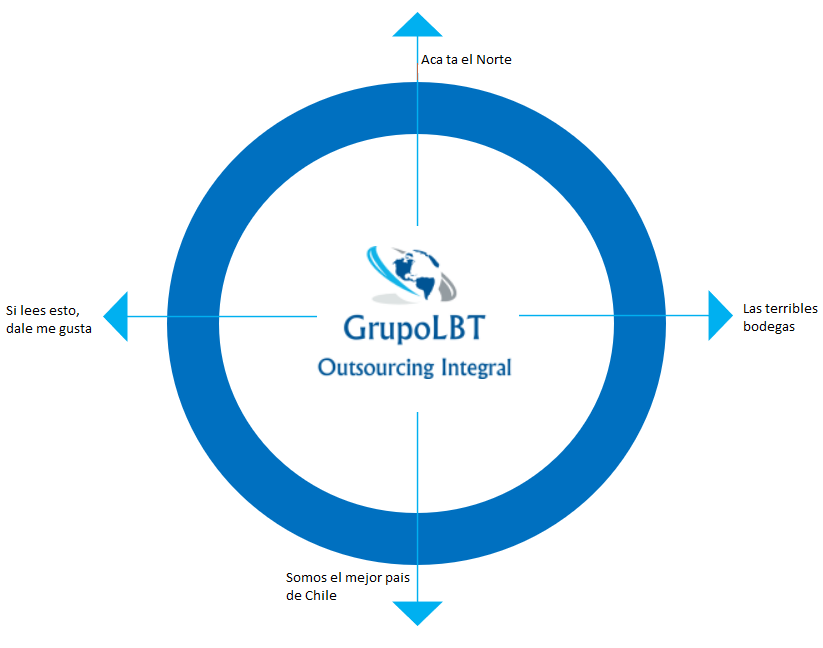 Aca ta el Norte
Si lees esto,
dale me gusta
Las terribles
bodegas
GrupoLBT
Outsourcing Integral
Somos el mejor pais
de Chile